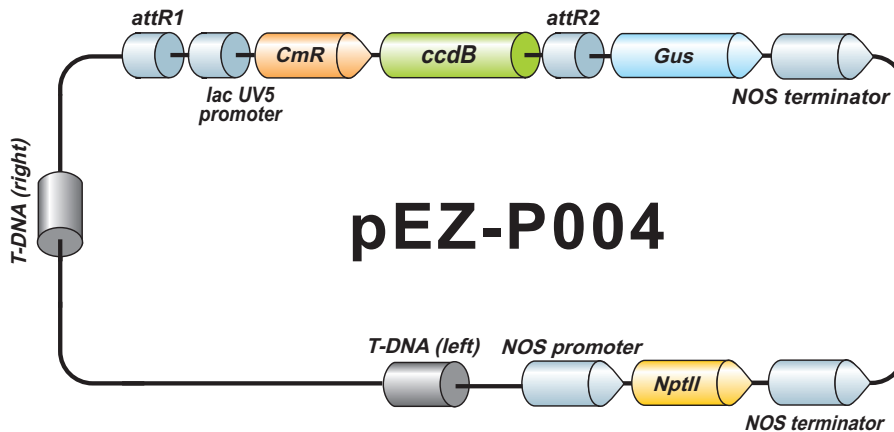 attR1
attR2
CmR
ccdB
Gus
lac UV5
promoter
NOS terminator
T-DNA (right)
pEZ-P004
T-DNA (left)
NOS promoter
NptII
NOS terminator